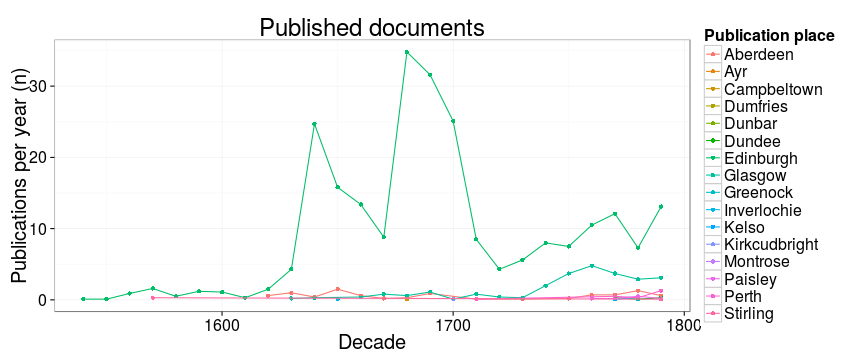 Published documents
Publications per year (n)
30
20
10
0
1600
1700
1800
Decade
Publication place
Aberdeen
Ayr
Campbeltown
Dumfries
Dunbar
Dundee
Edinburgh
Glasgow
Greenock
Inverlochie
Kelso
Kirkcudbright
Montrose
Paisley
Perth
Stirling